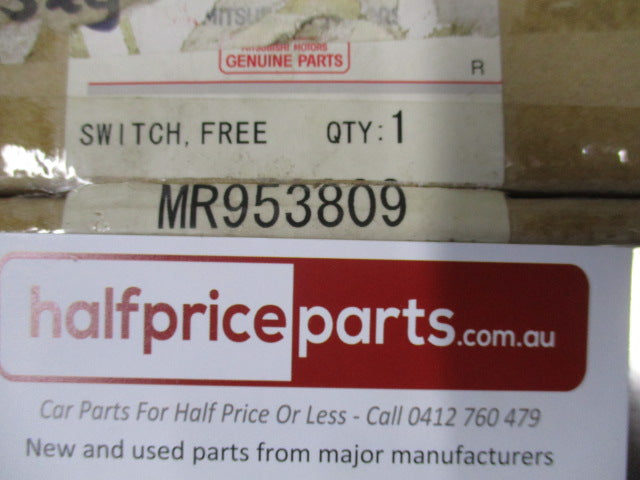 MITSUBISHI MOTORS
GENUINE PARTS
R
SWITCH, FREE QTY: 1
MR953809
halfpriceparts.com.au
Car Parts For Half Price Or Less - Call 0412 760 479
New and used parts from major manufacturers